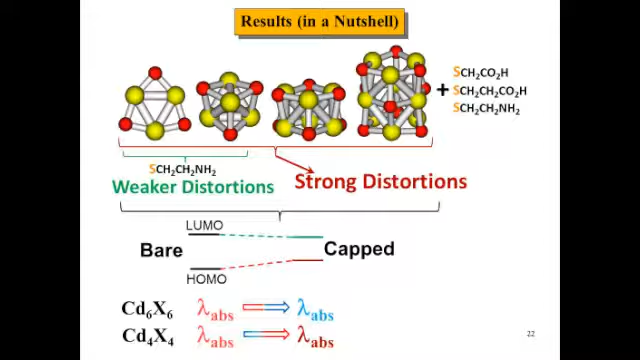 Results (in a Nutshell)
+ SCH₂CO₂H
SCH₂CH₂CO₂H
SCH₂CH₂NH₂
SCH₂CH₂NH₂
Weaker Distortions
Strong Distortions
LUMO
Bare
Capped
HOMO
Cd₆X₆ λabs ⇒ λabs
Cd₄X₄ λabs ⇒ λabs
22